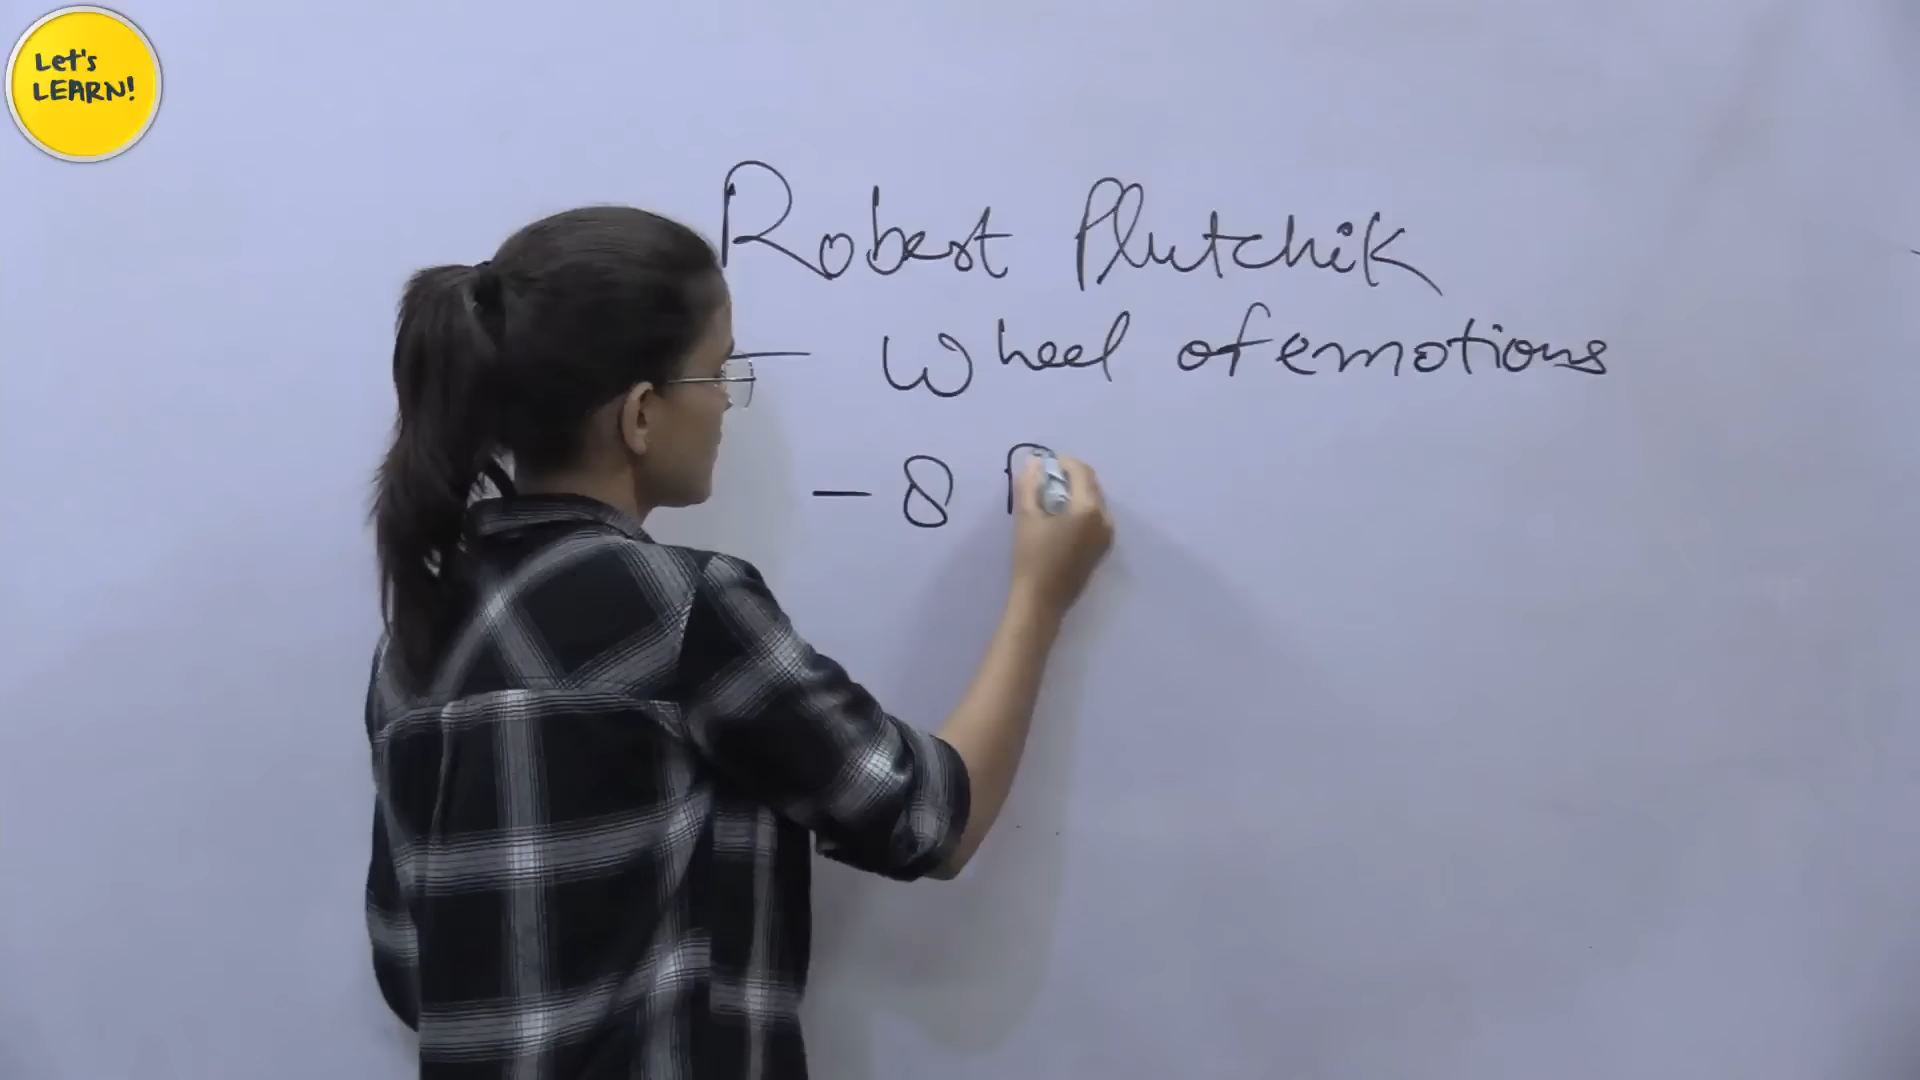 Let's
LEARN!
Robert Plutchik
- Wheel of emotions
- 8 P